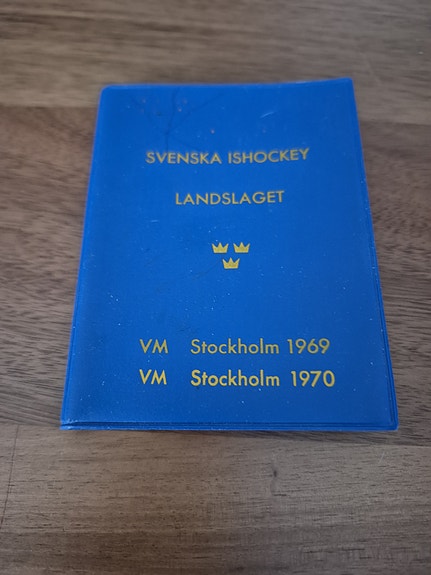 SVENSKA ISHOCKEY
LANDSLAGET
VM Stockholm 1969
VM Stockholm 1970